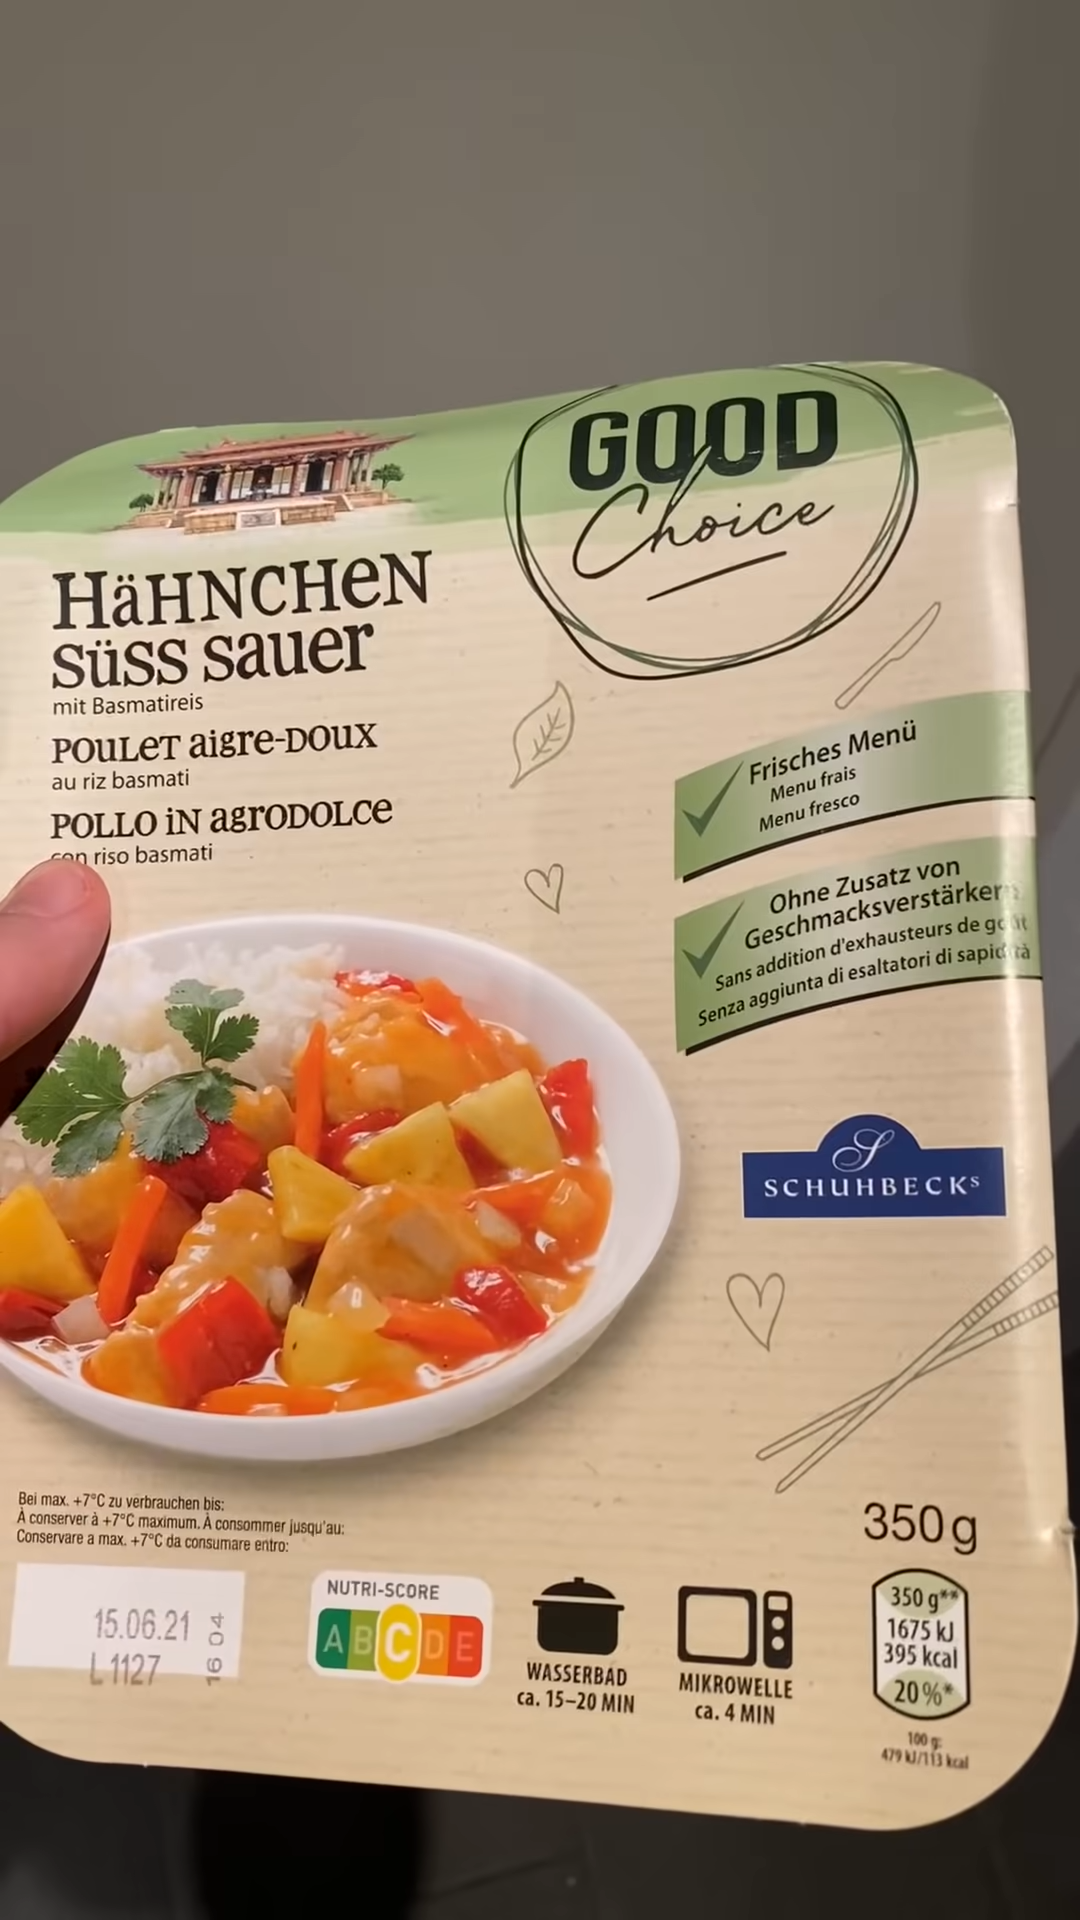 GOOD
Choice
HäHNCHeN
süss sauer
mit Basmatireis
POULeT aigre-DOUX
au riz basmati
POLLO iN agrODOLCe
con riso basmati
Frisches Menü
Menu frais
Menu fresco
Ohne Zusatz von
Geschmacksverstärkern
Sans addition d'exhausteurs de goût
Senza aggiunta di esaltatori di sapidità
S
SCHUHBECKs
Bei max. +7°C zu verbrauchen bis:
À conserver à +7°C maximum. À consommer jusqu'au:
Conservare a max. +7°C da consumare entro:
15.06.21
L1127
16 04
NUTRI-SCORE
A B C D E
WASSERBAD
ca. 15–20 MIN
MIKROWELLE
ca. 4 MIN
350g
350 g**
1675 kJ
395 kcal
20%*
100 g:
479 kJ/113 kcal